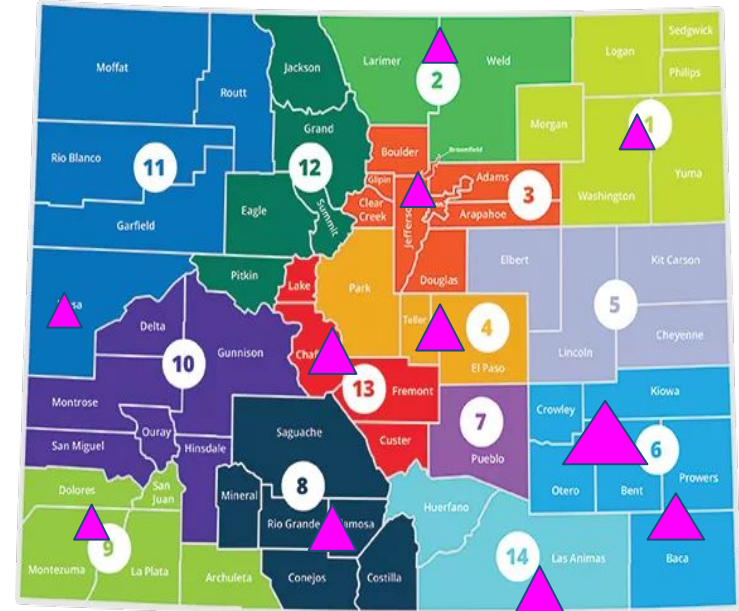 Moffat
Routt
Jackson
Larimer
2
Weld
Logan
Sedgwick
Philips
Morgan
1
Washington
Yuma
Rio Blanco
11
Garfield
Grand
12
Eagle
Summit
Boulder
Broomfield
Gilpin
Clear
Creek
Adams
3
Arapahoe
Douglas
Elbert
Kit Carson
5
Cheyenne
Lincoln
Pitkin
Lake
Park
Teller
4
El Paso
Delta
Gunnison
10
Montrose
Ouray
San Miguel
Hinsdale
13
Fremont
Custer
7
Pueblo
Crowley
Kiowa
6
Otero
Bent
Prowers
Baca
Saguache
8
Mineral
Rio Grande
Conejos
Costilla
Huerfano
14
Las Animas
Dolores
San
Juan
9
Montezuma
La Plata
Archuleta